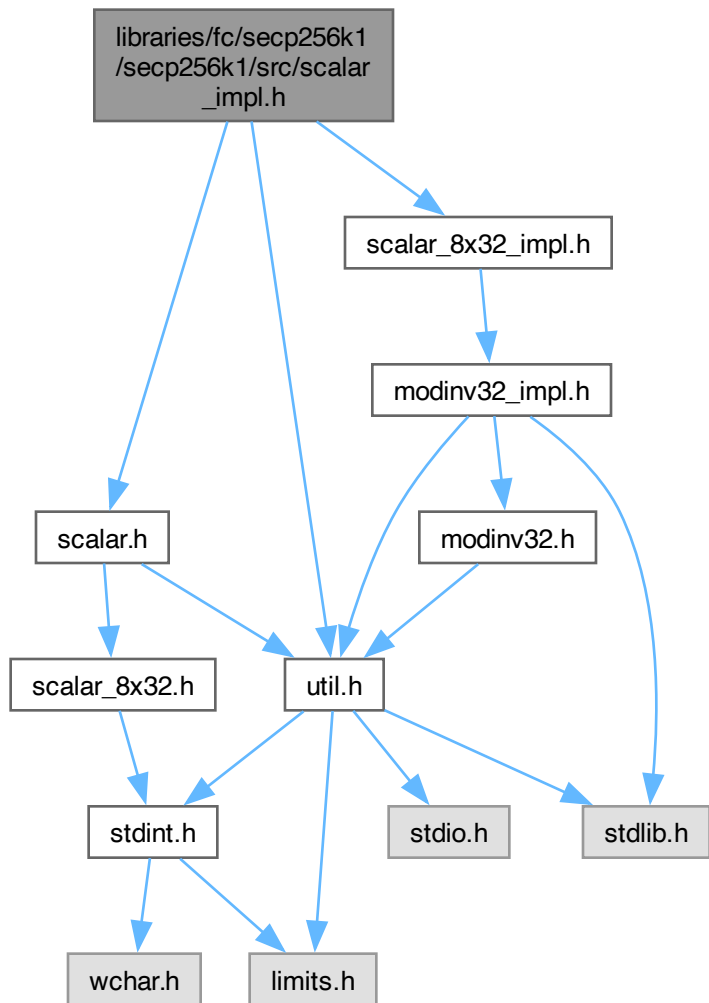 libraries/fc/secp256k1
/secp256k1/src/scalar
_impl.h
scalar_8x32_impl.h
modinv32_impl.h
scalar.h
modinv32.h
scalar_8x32.h
util.h
stdint.h
stdio.h
stdlib.h
wchar.h
limits.h